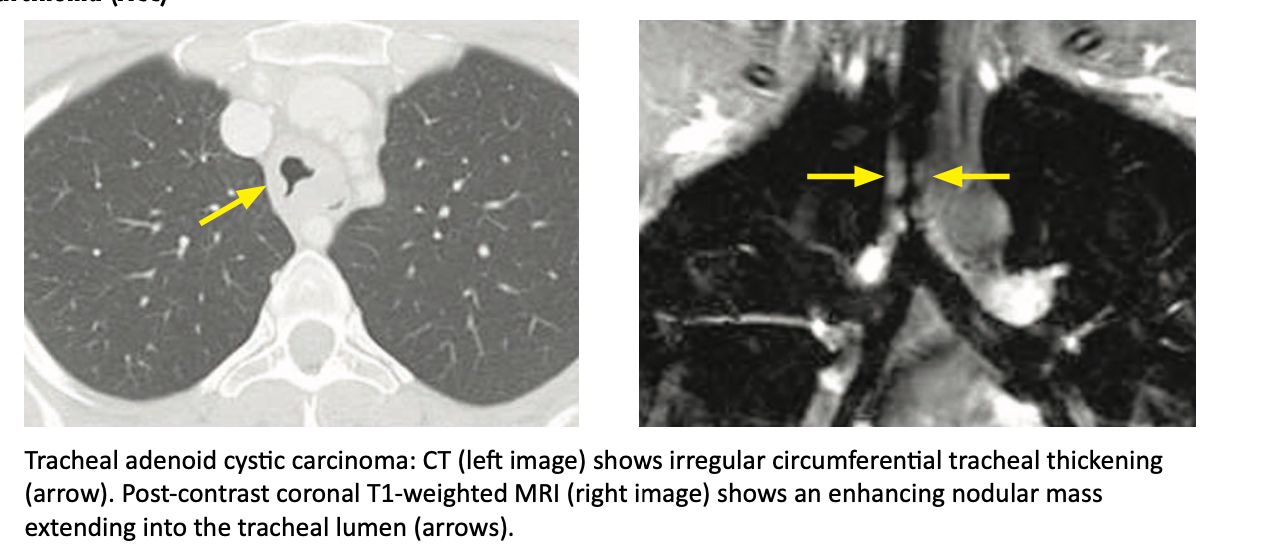 Tracheal adenoid cystic carcinoma: CT (left image) shows irregular circumferential tracheal thickening
(arrow). Post-contrast coronal T1-weighted MRI (right image) shows an enhancing nodular mass
extending into the tracheal lumen (arrows).